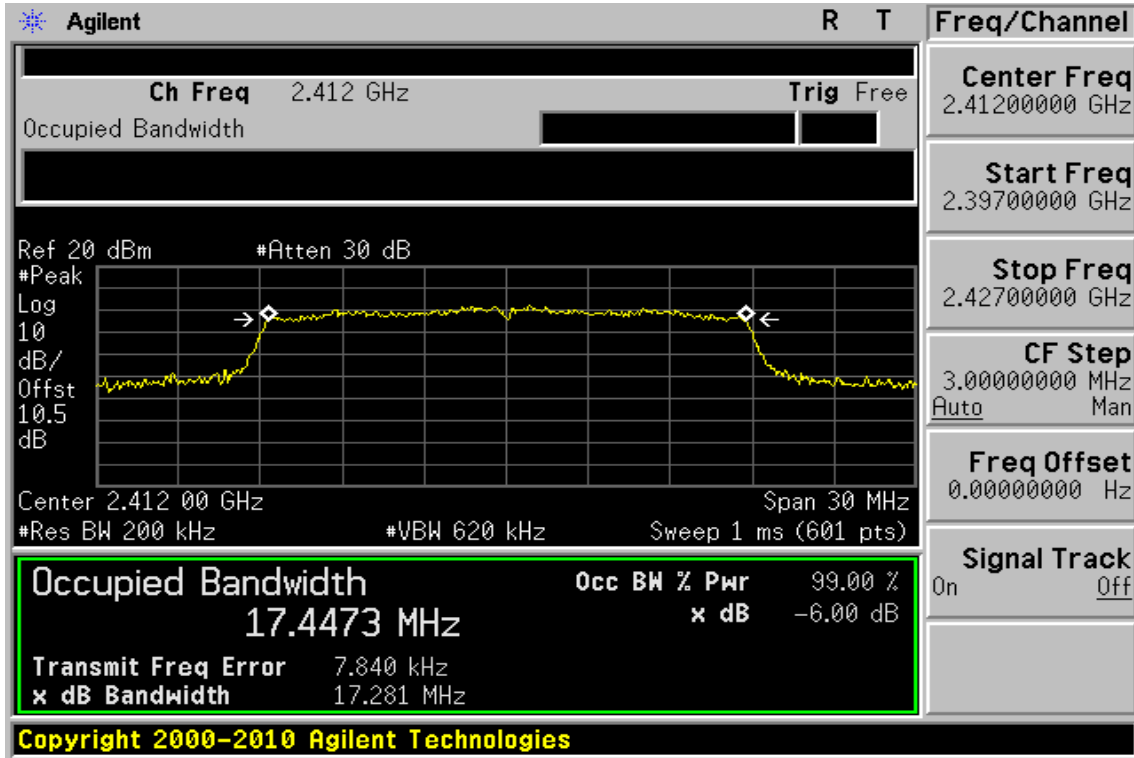 Agilent R T Freq/Channel
Ch Freq 2.412 GHz Trig Free
Occupied Bandwidth
Center Freq
2.41200000 GHz
Start Freq
2.39700000 GHz
Stop Freq
2.42700000 GHz
CF Step
3.00000000 MHz
Auto Man
Freq Offset
0.00000000 Hz
Signal Track
On Off
Ref 20 dBm #Atten 30 dB
#Peak
Log
10
dB/
Offst
10.5
dB
Center 2.412 00 GHz Span 30 MHz
#Res BW 200 kHz #VBW 620 kHz Sweep 1 ms (601 pts)
Occupied Bandwidth Occ BW % Pwr 99.00 %
17.4473 MHz x dB -6.00 dB
Transmit Freq Error 7.840 kHz
x dB Bandwidth 17.281 MHz
Copyright 2000-2010 Agilent Technologies